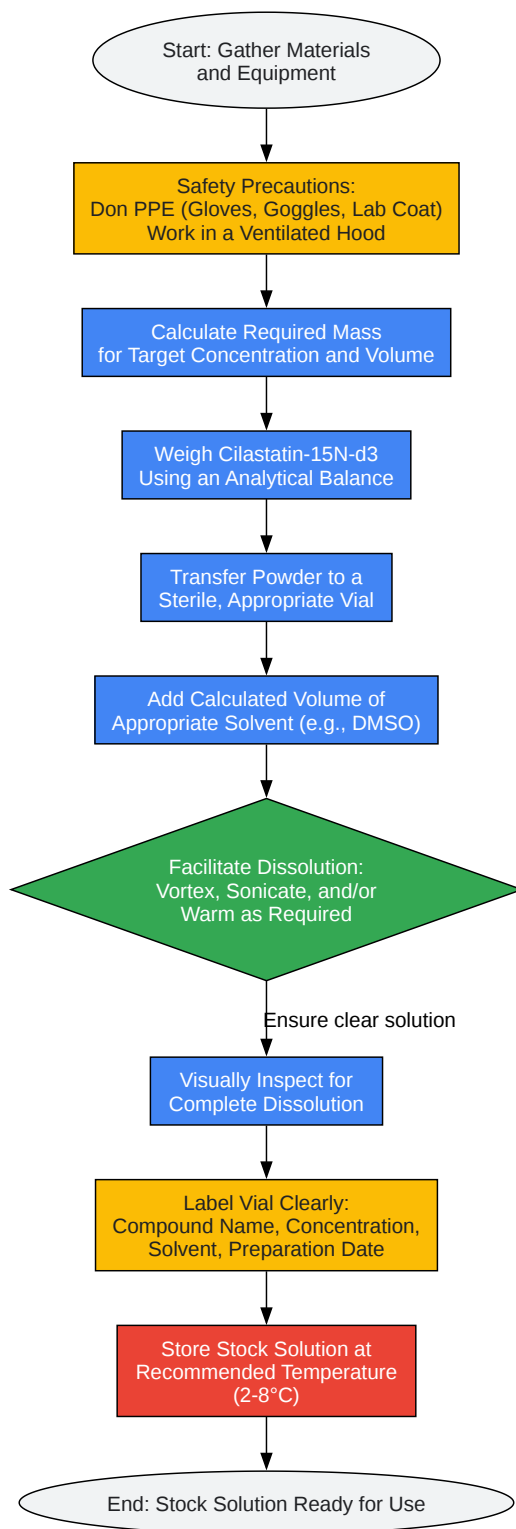 Start: Gather Materials
and Equipment
Safety Precautions:
Don PPE (Gloves, Goggles, Lab Coat)
Work in a Ventilated Hood
Calculate Required Mass
for Target Concentration and Volume
Weigh Cilastatin-15N-d3
Using an Analytical Balance
Transfer Powder to a
Sterile, Appropriate Vial
Add Calculated Volume of
Appropriate Solvent (e.g., DMSO)
Facilitate Dissolution:
Vortex, Sonicate, and/or
Warm as Required
Ensure clear solution
Visually Inspect for
Complete Dissolution
Label Vial Clearly:
Compound Name, Concentration,
Solvent, Preparation Date
Store Stock Solution at
Recommended Temperature
(2-8°C)
End: Stock Solution Ready for Use